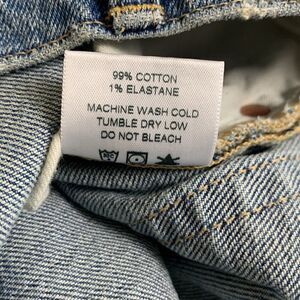 99% COTTON
1% ELASTANE
MACHINE WASH COLD
TUMBLE DRY LOW
DO NOT BLEACH